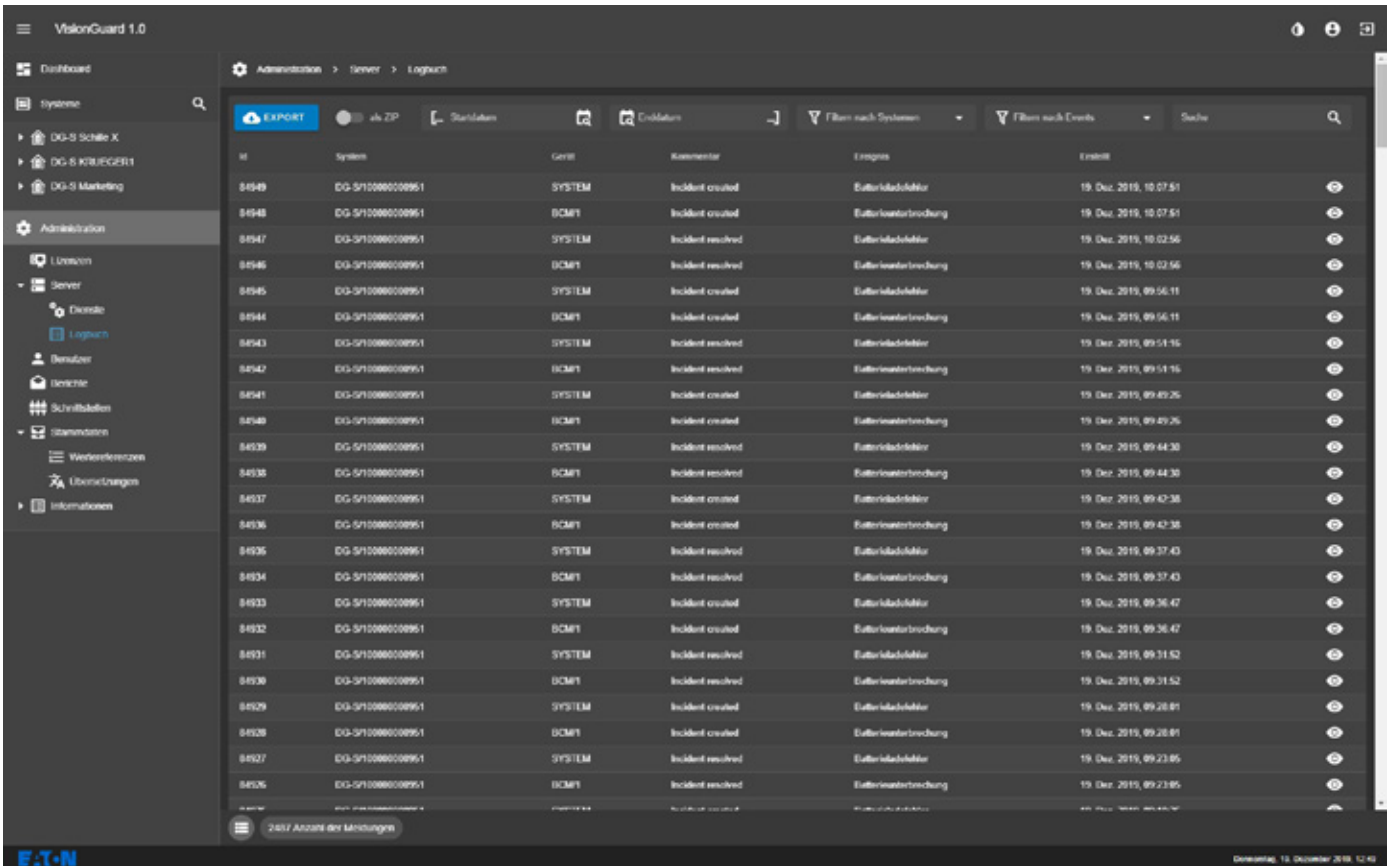 VisionGuard 1.0
Dashboard
Systeme
DG-S Schille X
DG-S KRUEGER1
DG-S Marketing
Administration
Lizenzen
Server
Dienste
Logbuch
Benutzer
Berichte
Schnittstellen
Stammdaten
Wertereferenzen
Übersetzungen
Informationen
Administration > Server > Logbuch
EXPORT als ZIP Startdatum Enddatum Filtern nach Systemen Filtern nach Events Suche
Id System Gerät Kommentar Ereignis Erstellt
84949 DG-S/100000000951 SYSTEM Incident created Batterieladefehler 19. Dez. 2019, 10:07:51
84948 DG-S/100000000951 BCM/1 Incident created Batterieunterbrechung 19. Dez. 2019, 10:07:51
84947 DG-S/100000000951 SYSTEM Incident resolved Batterieladefehler 19. Dez. 2019, 10:02:56
84946 DG-S/100000000951 BCM/1 Incident resolved Batterieunterbrechung 19. Dez. 2019, 10:02:56
84945 DG-S/100000000951 SYSTEM Incident created Batterieladefehler 19. Dez. 2019, 09:56:11
84944 DG-S/100000000951 BCM/1 Incident created Batterieunterbrechung 19. Dez. 2019, 09:56:11
84943 DG-S/100000000951 SYSTEM Incident resolved Batterieladefehler 19. Dez. 2019, 09:51:16
84942 DG-S/100000000951 BCM/1 Incident resolved Batterieunterbrechung 19. Dez. 2019, 09:51:16
84941 DG-S/100000000951 SYSTEM Incident created Batterieladefehler 19. Dez. 2019, 09:49:26
84940 DG-S/100000000951 BCM/1 Incident created Batterieunterbrechung 19. Dez. 2019, 09:49:26
84939 DG-S/100000000951 SYSTEM Incident resolved Batterieladefehler 19. Dez. 2019, 09:44:30
84938 DG-S/100000000951 BCM/1 Incident resolved Batterieunterbrechung 19. Dez. 2019, 09:44:30
84937 DG-S/100000000951 SYSTEM Incident created Batterieladefehler 19. Dez. 2019, 09:42:38
84936 DG-S/100000000951 BCM/1 Incident created Batterieunterbrechung 19. Dez. 2019, 09:42:38
84935 DG-S/100000000951 SYSTEM Incident resolved Batterieladefehler 19. Dez. 2019, 09:37:43
84934 DG-S/100000000951 BCM/1 Incident resolved Batterieunterbrechung 19. Dez. 2019, 09:37:43
84933 DG-S/100000000951 SYSTEM Incident created Batterieladefehler 19. Dez. 2019, 09:36:47
84932 DG-S/100000000951 BCM/1 Incident created Batterieunterbrechung 19. Dez. 2019, 09:36:47
84931 DG-S/100000000951 SYSTEM Incident resolved Batterieladefehler 19. Dez. 2019, 09:31:52
84930 DG-S/100000000951 BCM/1 Incident resolved Batterieunterbrechung 19. Dez. 2019, 09:31:52
84929 DG-S/100000000951 SYSTEM Incident created Batterieladefehler 19. Dez. 2019, 09:28:01
84928 DG-S/100000000951 BCM/1 Incident created Batterieunterbrechung 19. Dez. 2019, 09:28:01
84927 DG-S/100000000951 SYSTEM Incident resolved Batterieladefehler 19. Dez. 2019, 09:23:05
84926 DG-S/100000000951 BCM/1 Incident resolved Batterieunterbrechung 19. Dez. 2019, 09:23:05
2487 Anzahl der Meldungen
EATON
Donnerstag, 19. Dezember 2019, 12:49